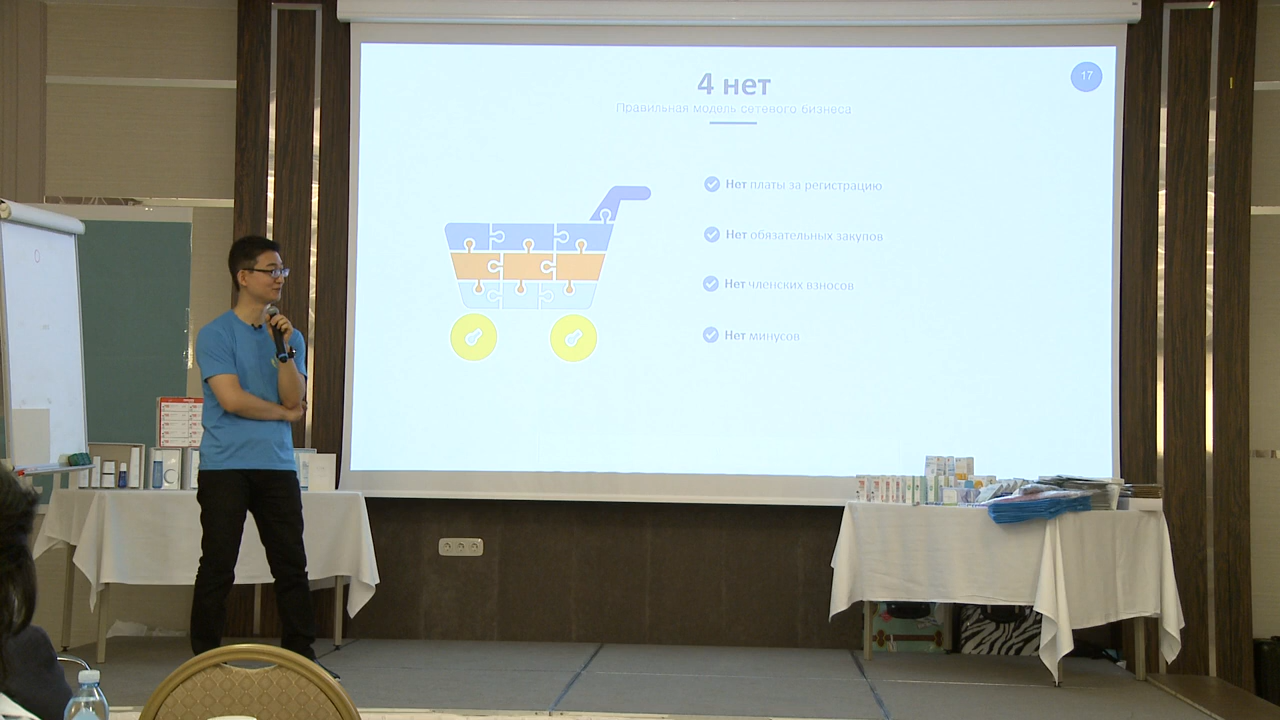 4 нет
17
Правильная модель сетевого бизнеса
Нет платы за регистрацию
Нет обязательных закупов
Нет членских взносов
Нет минусов